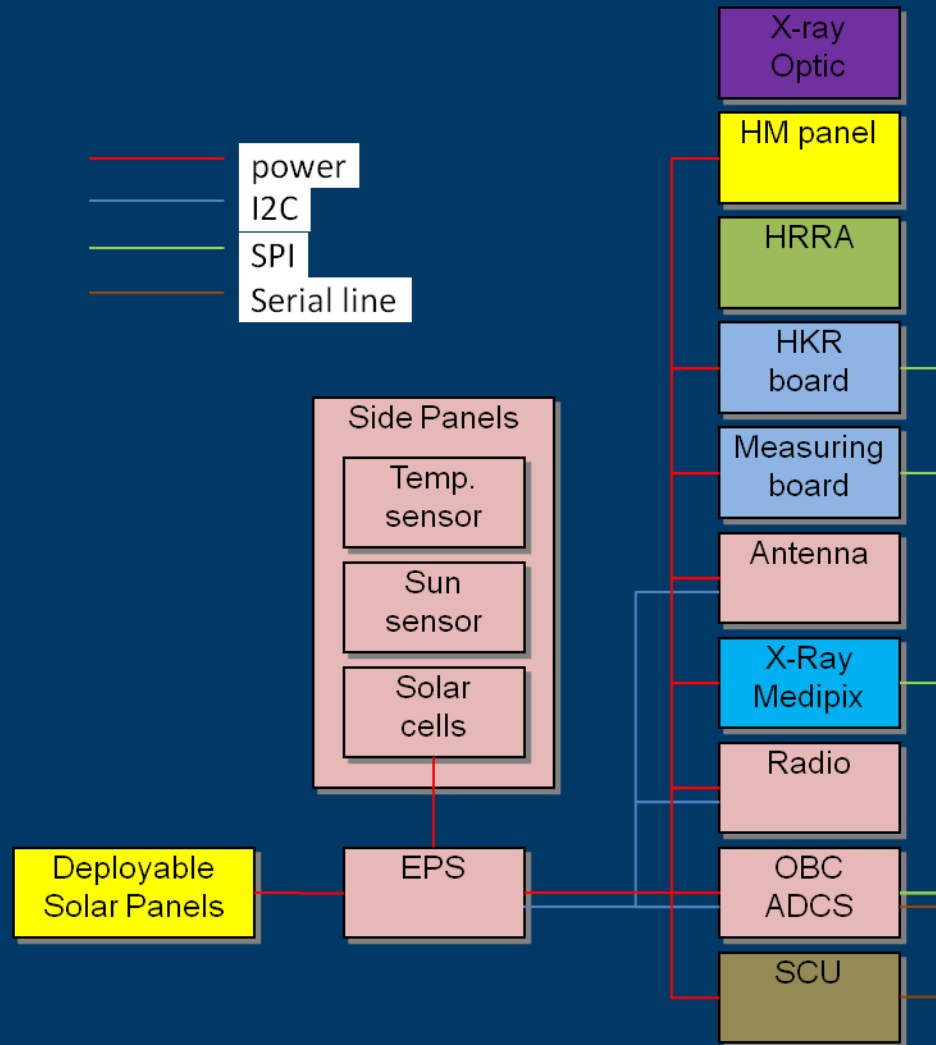 X-ray
Optic
HM panel
power
I2C
SPI
Serial line
HRRA
HKR
board
Side Panels
Temp.
sensor
Sun
sensor
Solar
cells
Measuring
board
Antenna
X-Ray
Medipix
Radio
Deployable
Solar Panels
EPS
OBC
ADCS
SCU